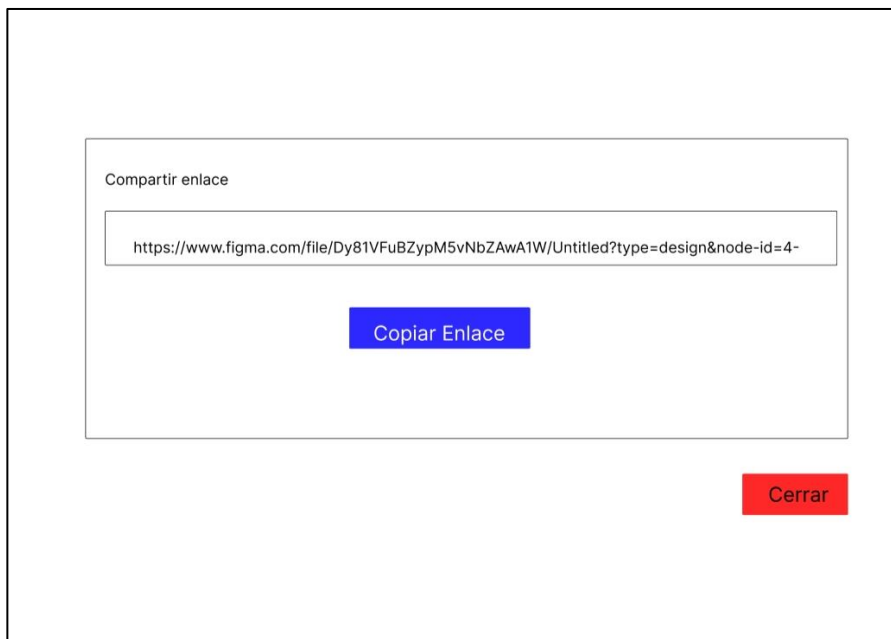 Compartir enlace
https://www.figma.com/file/Dy81VFuBZypM5vNbZAwA1W/Untitled?type=design&node-id=4-
Copiar Enlace
Cerrar